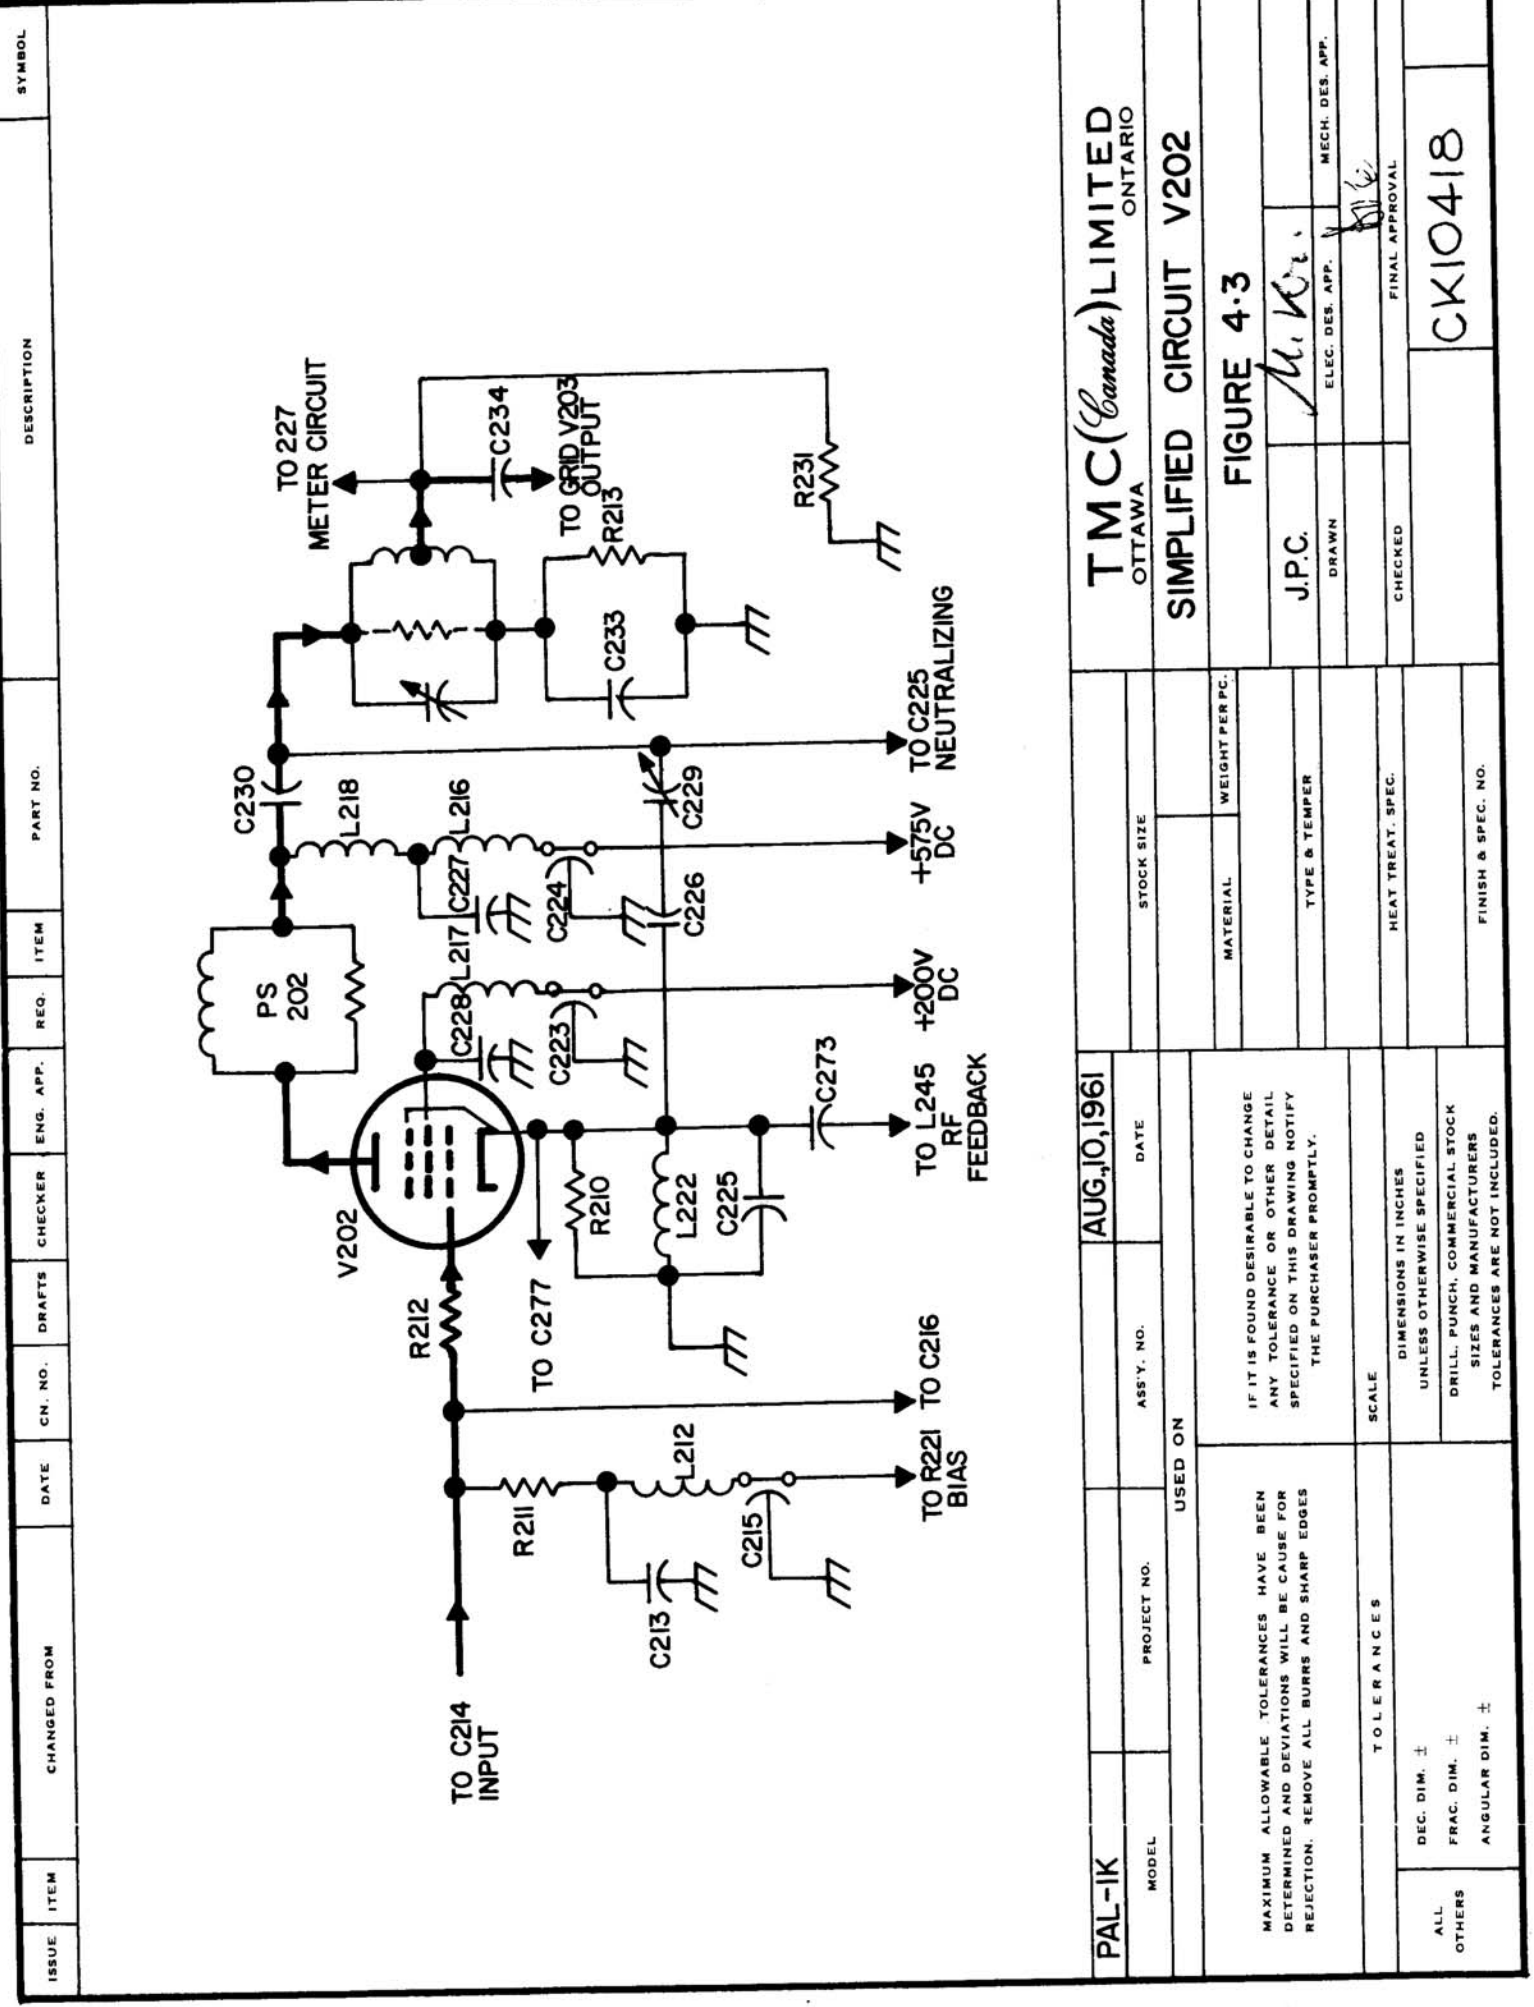 ISSUE
ITEM
CHANGED FROM
DATE
CN. NO.
DRAFTS
CHECKER
ENG. APP.
REQ.
ITEM
PART NO.
DESCRIPTION
SYMBOL
TO C214
INPUT
R211
C213
L212
C215
TO R221
BIAS
TO C216
R212
V202
TO C277
R210
L222
C225
C273
TO L245
RF
FEEDBACK
PS
202
C228
L217
C223
+200V
DC
C230
L218
C227
L216
C224
C226
C229
+575V
DC
TO C225
NEUTRALIZING
C233
R213
TO 227
METER CIRCUIT
C234
TO GRID V203
OUTPUT
R231
PAL-1K
MODEL
PROJECT NO.
ASS'Y. NO.
AUG.,10,1961
DATE
USED ON
MAXIMUM ALLOWABLE TOLERANCES HAVE BEEN
DETERMINED AND DEVIATIONS WILL BE CAUSE FOR
REJECTION. REMOVE ALL BURRS AND SHARP EDGES
IF IT IS FOUND DESIRABLE TO CHANGE
ANY TOLERANCE OR OTHER DETAIL
SPECIFIED ON THIS DRAWING NOTIFY
THE PURCHASER PROMPTLY.
TOLERANCES
SCALE
ALL
OTHERS
DEC. DIM. ±
FRAC. DIM. ±
ANGULAR DIM. ±
DIMENSIONS IN INCHES
UNLESS OTHERWISE SPECIFIED
DRILL, PUNCH, COMMERCIAL STOCK
SIZES AND MANUFACTURERS
TOLERANCES ARE NOT INCLUDED.
STOCK SIZE
MATERIAL
WEIGHT PER PC.
TYPE & TEMPER
HEAT TREAT. SPEC.
FINISH & SPEC. NO.
TMC (Canada) LIMITED
OTTAWA ONTARIO
SIMPLIFIED CIRCUIT V202
FIGURE 4·3
J.P.C.
DRAWN
ELEC. DES. APP.
MECH. DES. APP.
CHECKED
FINAL APPROVAL
CK10418